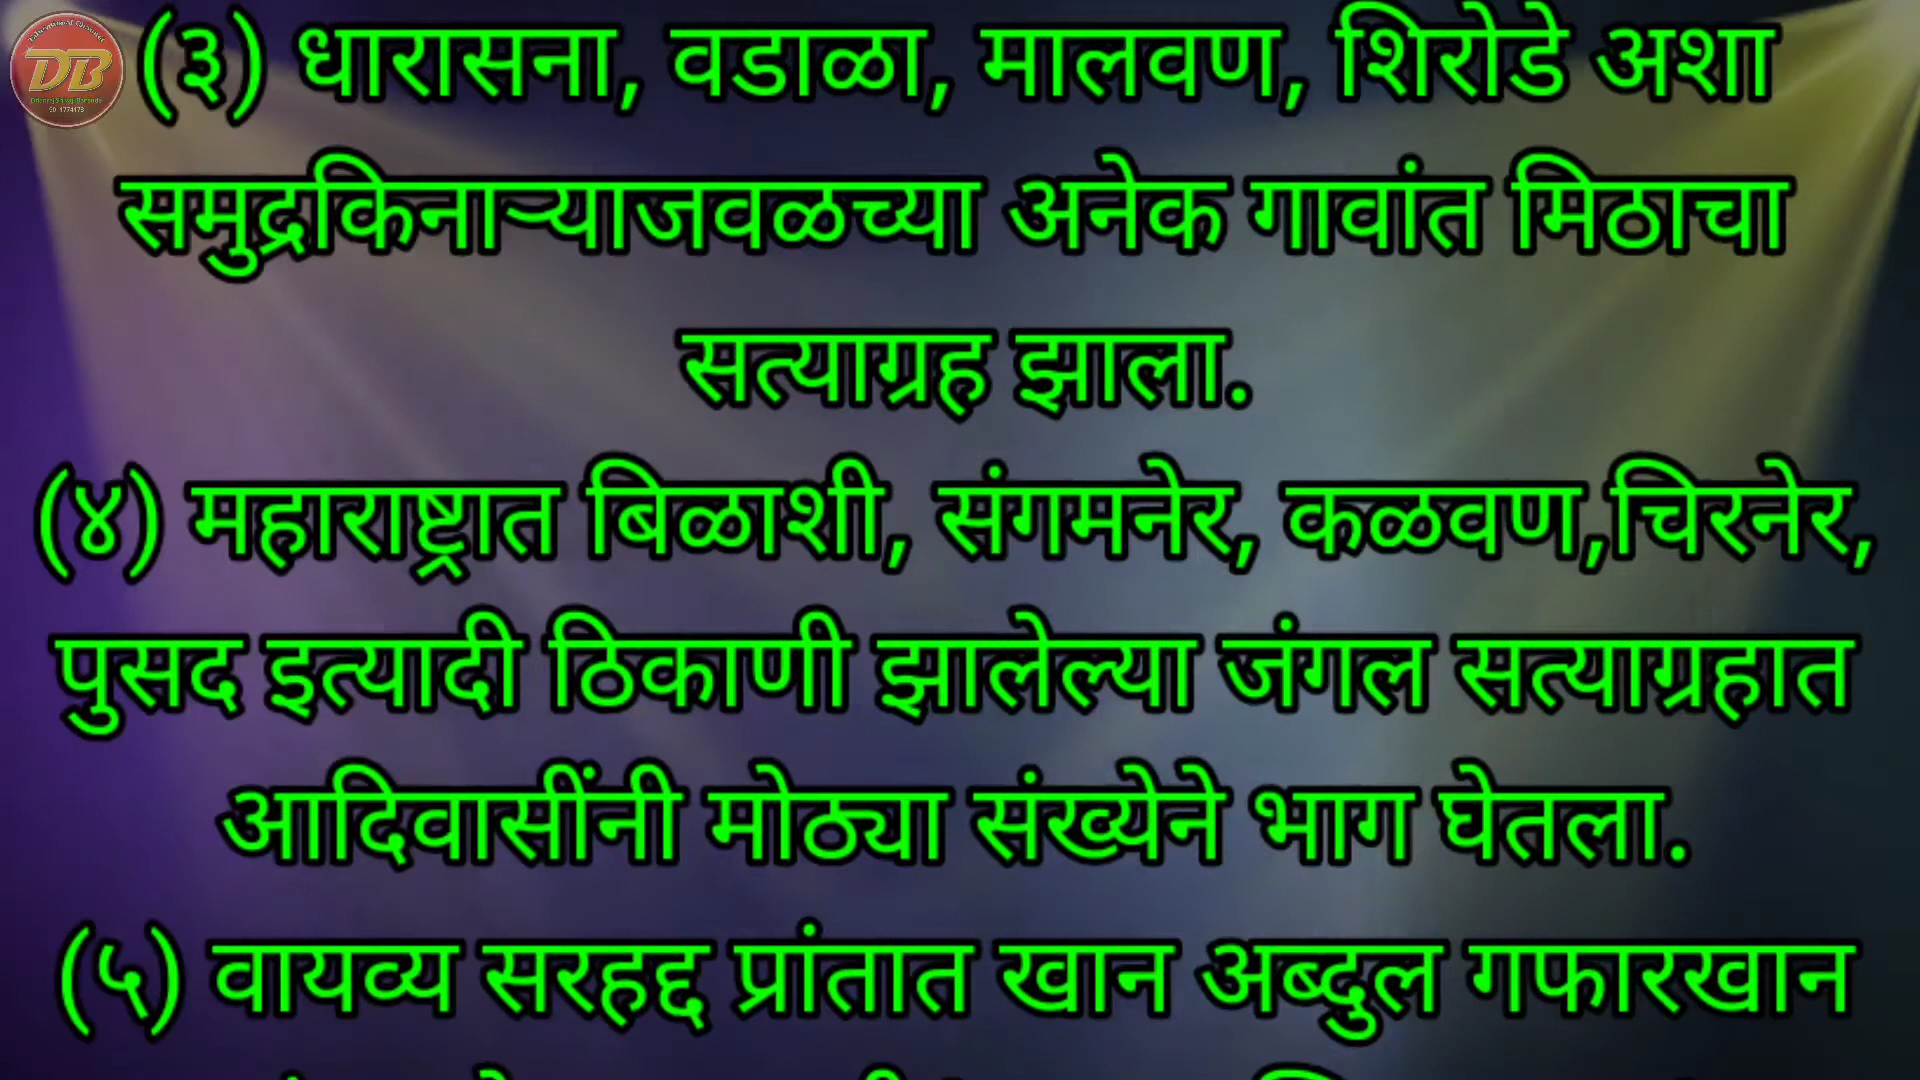 DB
(३) धारासना, वडाळा, मालवण, शिरोडे अशा
समुद्रकिनाऱ्याजवळच्या अनेक गावांत मिठाचा
सत्याग्रह झाला.
(४) महाराष्ट्रात बिळाशी, संगमनेर, कळवण,चिरनेर,
पुसद इत्यादी ठिकाणी झालेल्या जंगल सत्याग्रहात
आदिवासींनी मोठ्या संख्येने भाग घेतला.
(५) वायव्य सरहद्द प्रांतात खान अब्दुल गफारखान